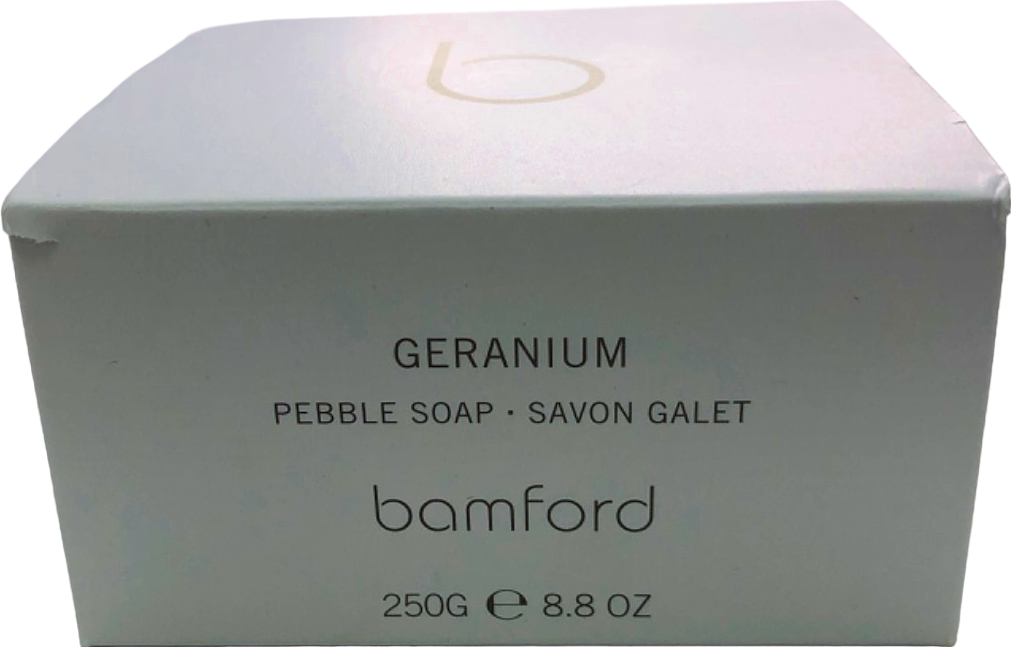 b
GERANIUM
PEBBLE SOAP · SAVON GALET
bamford
250G ℮ 8.8 OZ